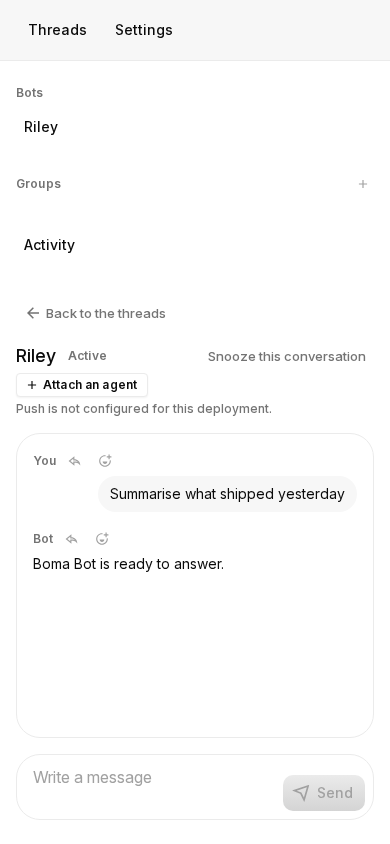 Threads Settings
Bots
Riley
Groups
Activity
Back to the threads
Riley Active Snooze this conversation
Attach an agent
Push is not configured for this deployment.
You
Summarise what shipped yesterday
Bot
Boma Bot is ready to answer.
Write a message
Send